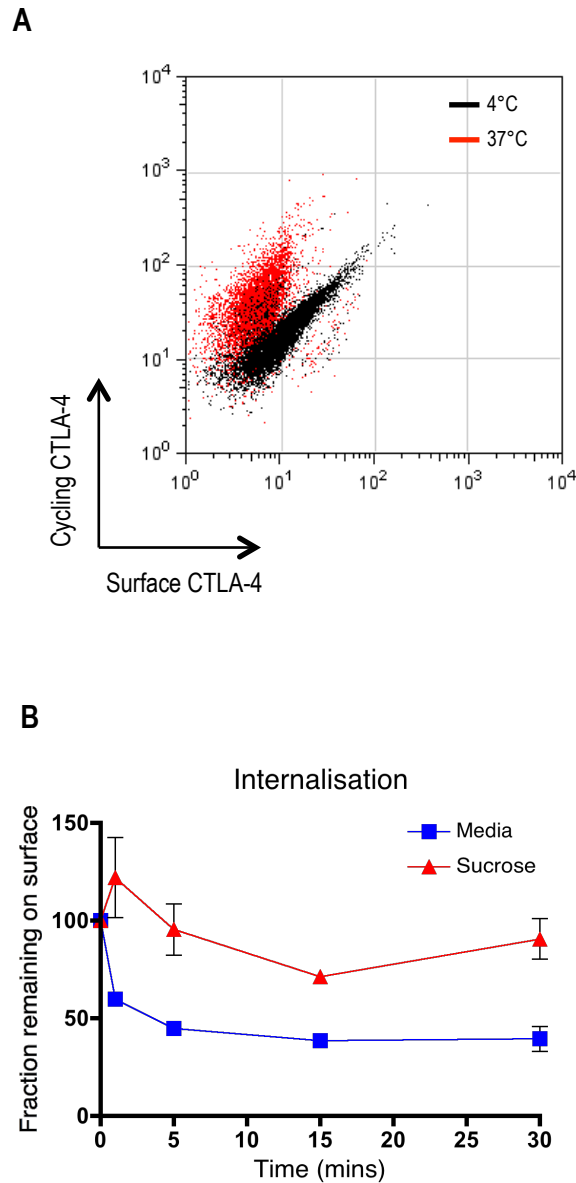 A
10^4
4°C
37°C
10^3
10^2
10^1
10^0
10^0 10^1 10^2 10^3 10^4
Cycling CTLA-4
Surface CTLA-4
B
Internalisation
Media
Sucrose
150
100
50
0
Fraction remaining on surface
0 5 10 15 20 25 30
Time (mins)